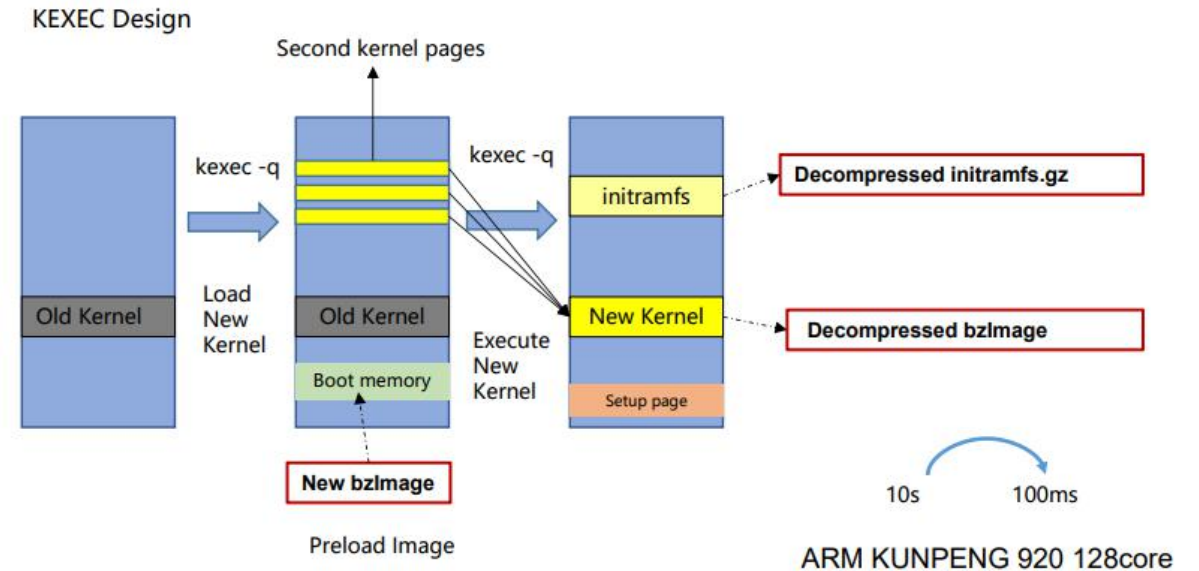 KEXEC Design
Second kernel pages
kexec -q
kexec -q
Decompressed initramfs.gz
initramfs
Old Kernel
Load
New
Kernel
Old Kernel
New Kernel
Decompressed bzImage
Execute
New
Kernel
Boot memory
Setup page
New bzImage
10s
100ms
Preload Image
ARM KUNPENG 920 128core